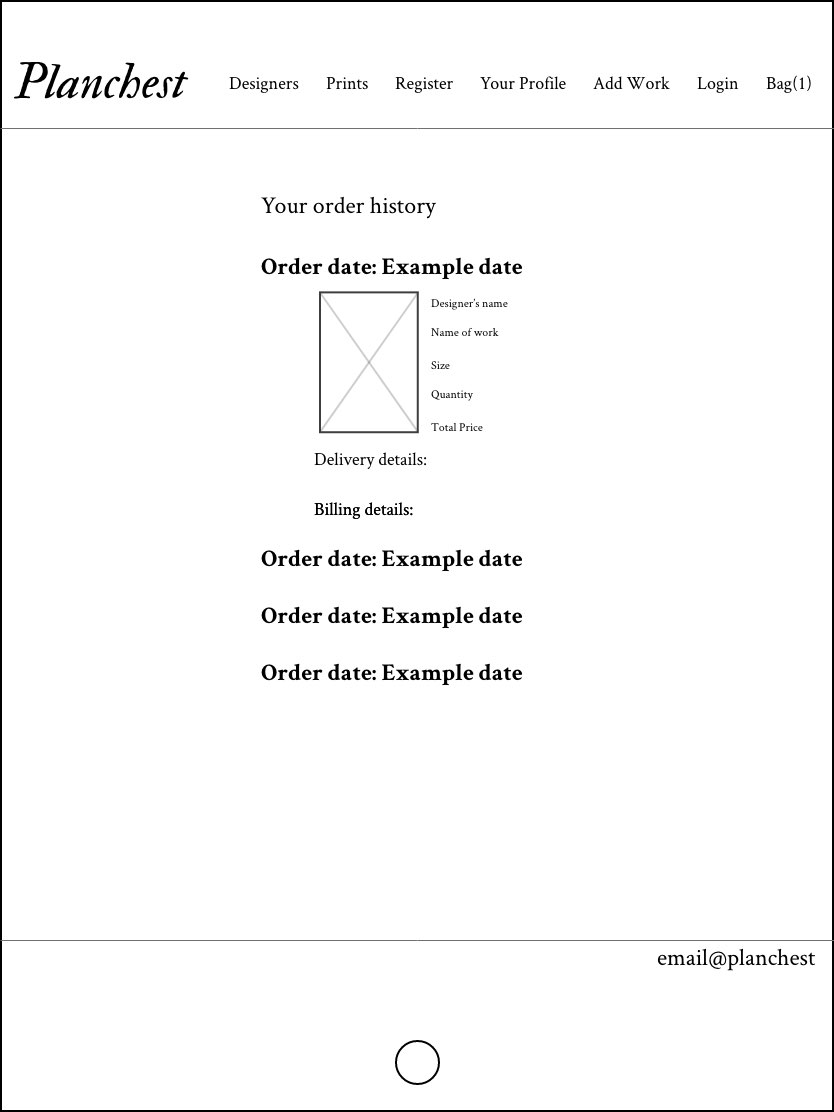 Planchest Designers Prints Register Your Profile Add Work Login Bag(1)
Your order history
Order date: Example date
Designer's name
Name of work
Size
Quantity
Total Price
Delivery details:
Billing details:
Order date: Example date
Order date: Example date
Order date: Example date
email@planchest